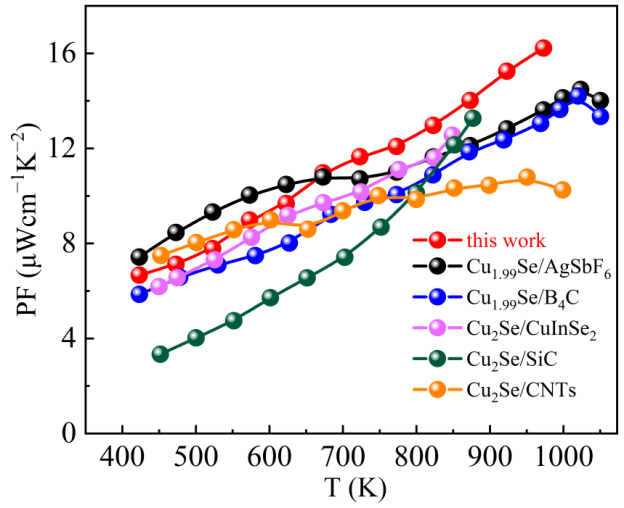 16
12
8
4
0
PF (μWcm⁻¹K⁻²)
this work
Cu₁.₉₉Se/AgSbF₆
Cu₁.₉₉Se/B₄C
Cu₂Se/CuInSe₂
Cu₂Se/SiC
Cu₂Se/CNTs
400 500 600 700 800 900 1000
T (K)